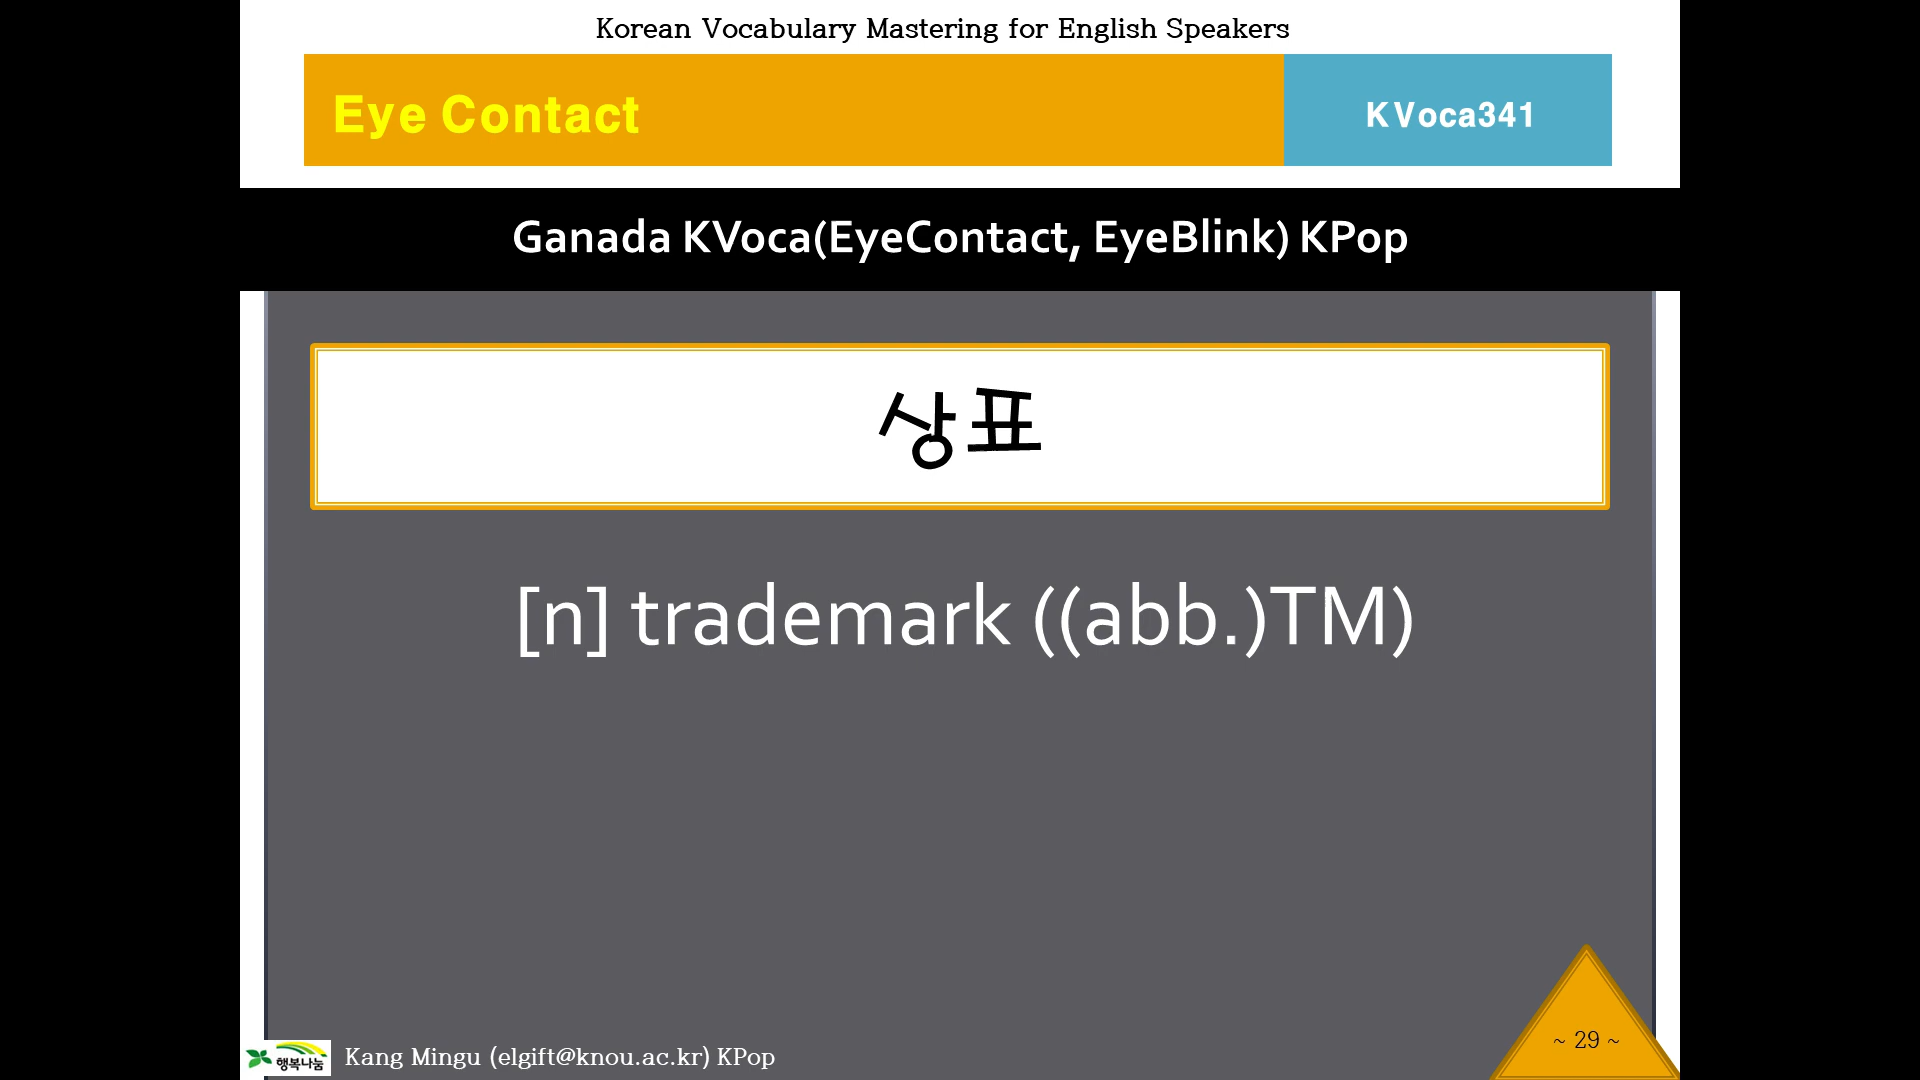 Korean Vocabulary Mastering for English Speakers
Eye Contact
KVoca341
Ganada KVoca(EyeContact, EyeBlink) KPop
상표
[n] trademark ((abb.)TM)
행복나눔
Kang Mingu (elgift@knou.ac.kr) KPop
~ 29 ~